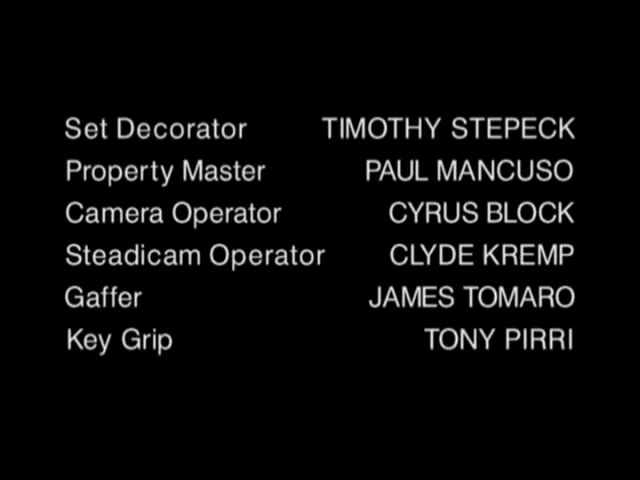 Set Decorator TIMOTHY STEPECK
Property Master PAUL MANCUSO
Camera Operator CYRUS BLOCK
Steadicam Operator CLYDE KREMP
Gaffer JAMES TOMARO
Key Grip TONY PIRRI